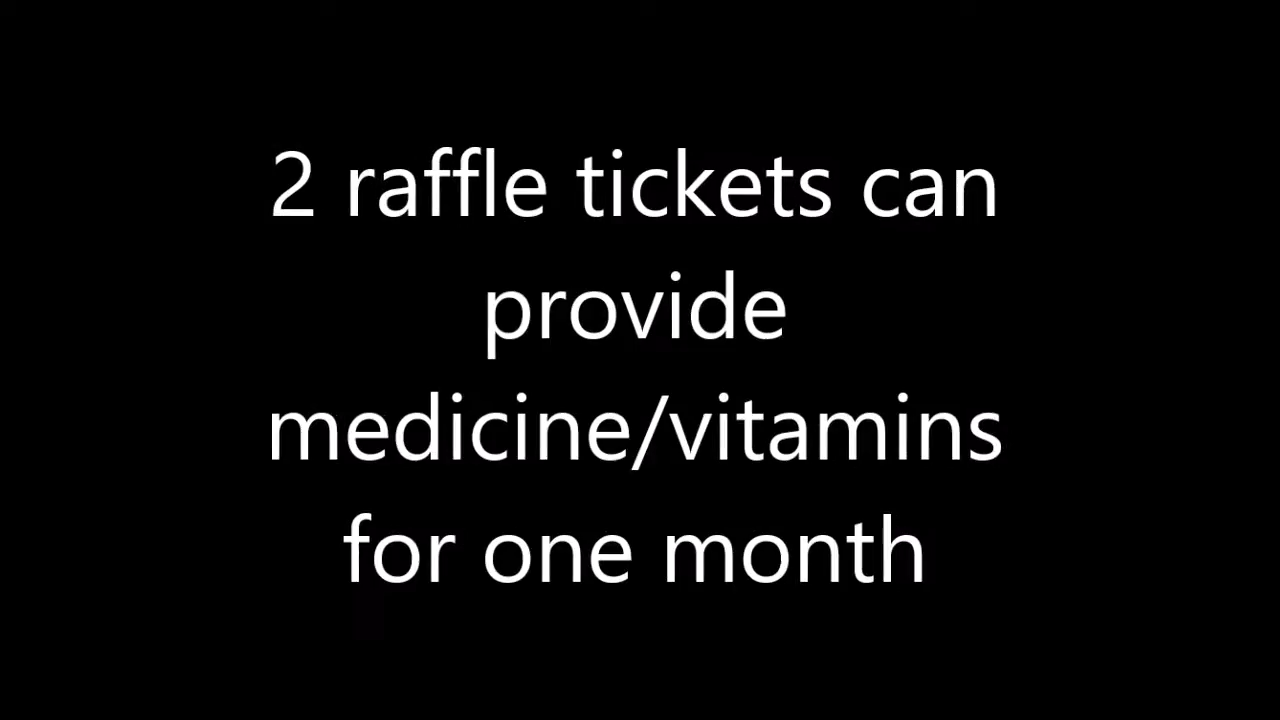 2 raffle tickets can
provide
medicine/vitamins
for one month